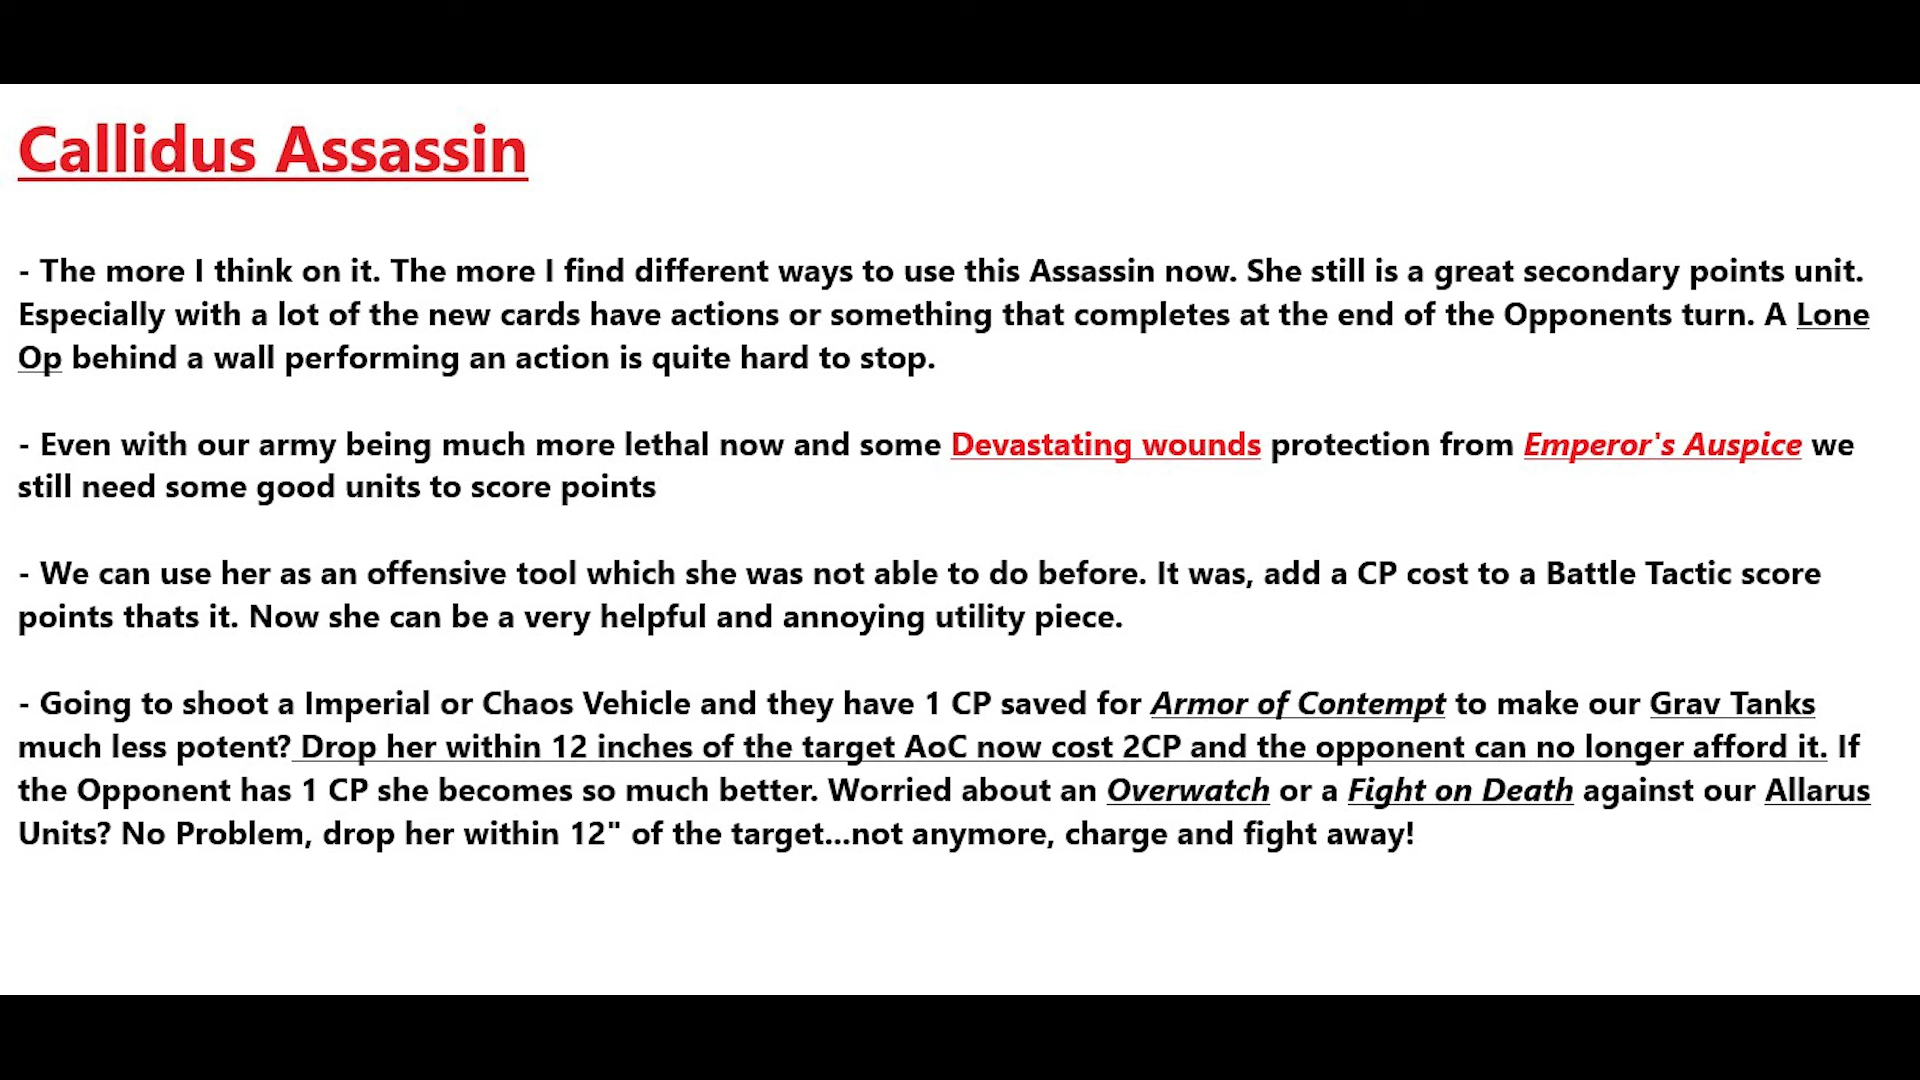 Callidus Assassin
- The more I think on it. The more I find different ways to use this Assassin now. She still is a great secondary points unit.
Especially with a lot of the new cards have actions or something that completes at the end of the Opponents turn. A Lone
Op behind a wall performing an action is quite hard to stop.
- Even with our army being much more lethal now and some Devastating wounds protection from Emperor's Auspice we
still need some good units to score points
- We can use her as an offensive tool which she was not able to do before. It was, add a CP cost to a Battle Tactic score
points thats it. Now she can be a very helpful and annoying utility piece.
- Going to shoot a Imperial or Chaos Vehicle and they have 1 CP saved for Armor of Contempt to make our Grav Tanks
much less potent? Drop her within 12 inches of the target AoC now cost 2CP and the opponent can no longer afford it. If
the Opponent has 1 CP she becomes so much better. Worried about an Overwatch or a Fight on Death against our Allarus
Units? No Problem, drop her within 12" of the target...not anymore, charge and fight away!